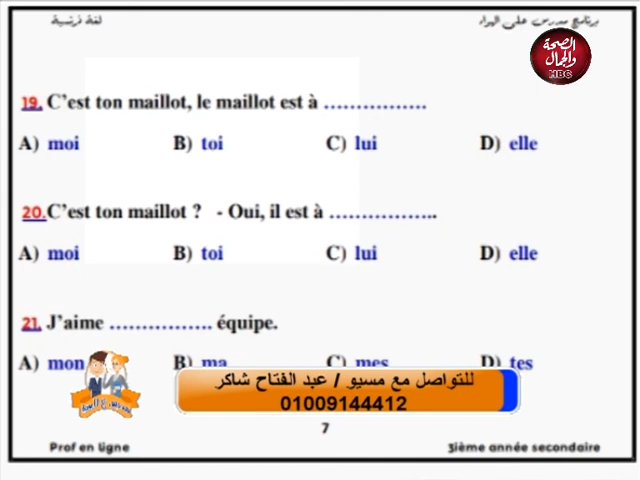 برنامج مدرس على الهواء
لغة فرنسية
الصحة
والجمال
MBC
19. C’est ton maillot, le maillot est à ................
A) moi B) toi C) lui D) elle
20.C’est ton maillot ? - Oui, il est à .................
A) moi B) toi C) lui D) elle
21. J’aime ................ équipe.
A) mon B) ma C) mes D) tes
للتواصل مع مسيو / عبد الفتاح شاكر
01009144412
7
Prof en ligne
3ième année secondaire